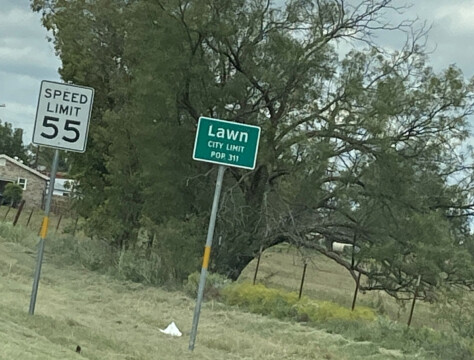 SPEED
LIMIT
55
Lawn
CITY LIMIT
POP. 311